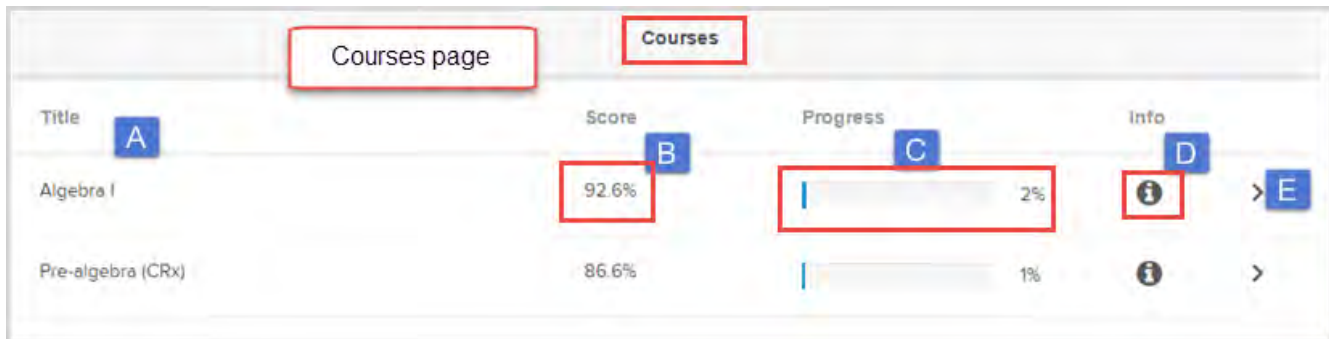 Courses
Courses page
Title Score Progress Info
A B C D
Algebra I 92.6% 2% E
Pre-algebra (CRx) 86.6% 1%